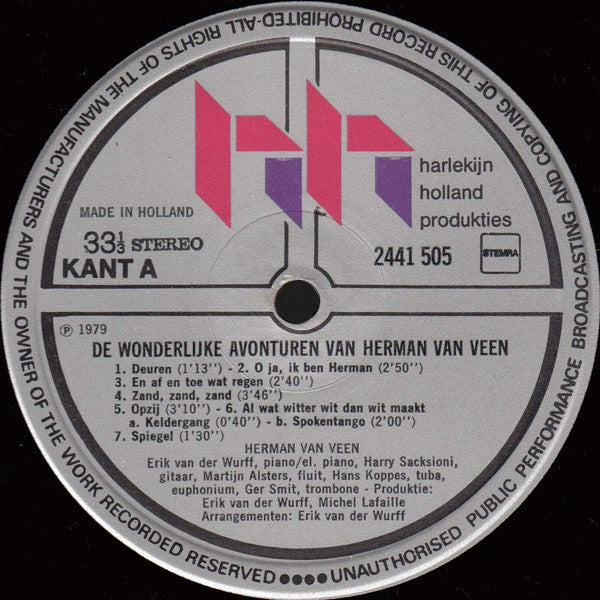 ALL RIGHTS OF THE MANUFACTURERS AND THE OWNER OF THE WORK RECORDED RESERVED ●●●● UNAUTHORISED PUBLIC PERFORMANCE BROADCASTING AND COPYING OF THIS RECORD PROHIBITED-
harlekijn
holland
produkties
MADE IN HOLLAND
33⅓ STEREO
2441 505
STEMRA
KANT A
℗ 1979
DE WONDERLIJKE AVONTUREN VAN HERMAN VAN VEEN
1. Deuren (1'13'') - 2. O ja, ik ben Herman (2'50'')
3. En af en toe wat regen (2'40'')
4. Zand, zand, zand (3'46'')
5. Opzij (3'10'') - 6. Al wat witter wit dan wit maakt
a. Keldergang (0'40'') - b. Spokentango (2'00'')
7. Spiegel (1'30'')
HERMAN VAN VEEN
Erik van der Wurff, piano/el. piano, Harry Sacksioni,
gitaar, Martijn Alsters, fluit, Hans Koppes, tuba,
euphonium, Ger Smit, trombone - Produktie:
Erik van der Wurff, Michel Lafaille
Arrangementen: Erik van der Wurff